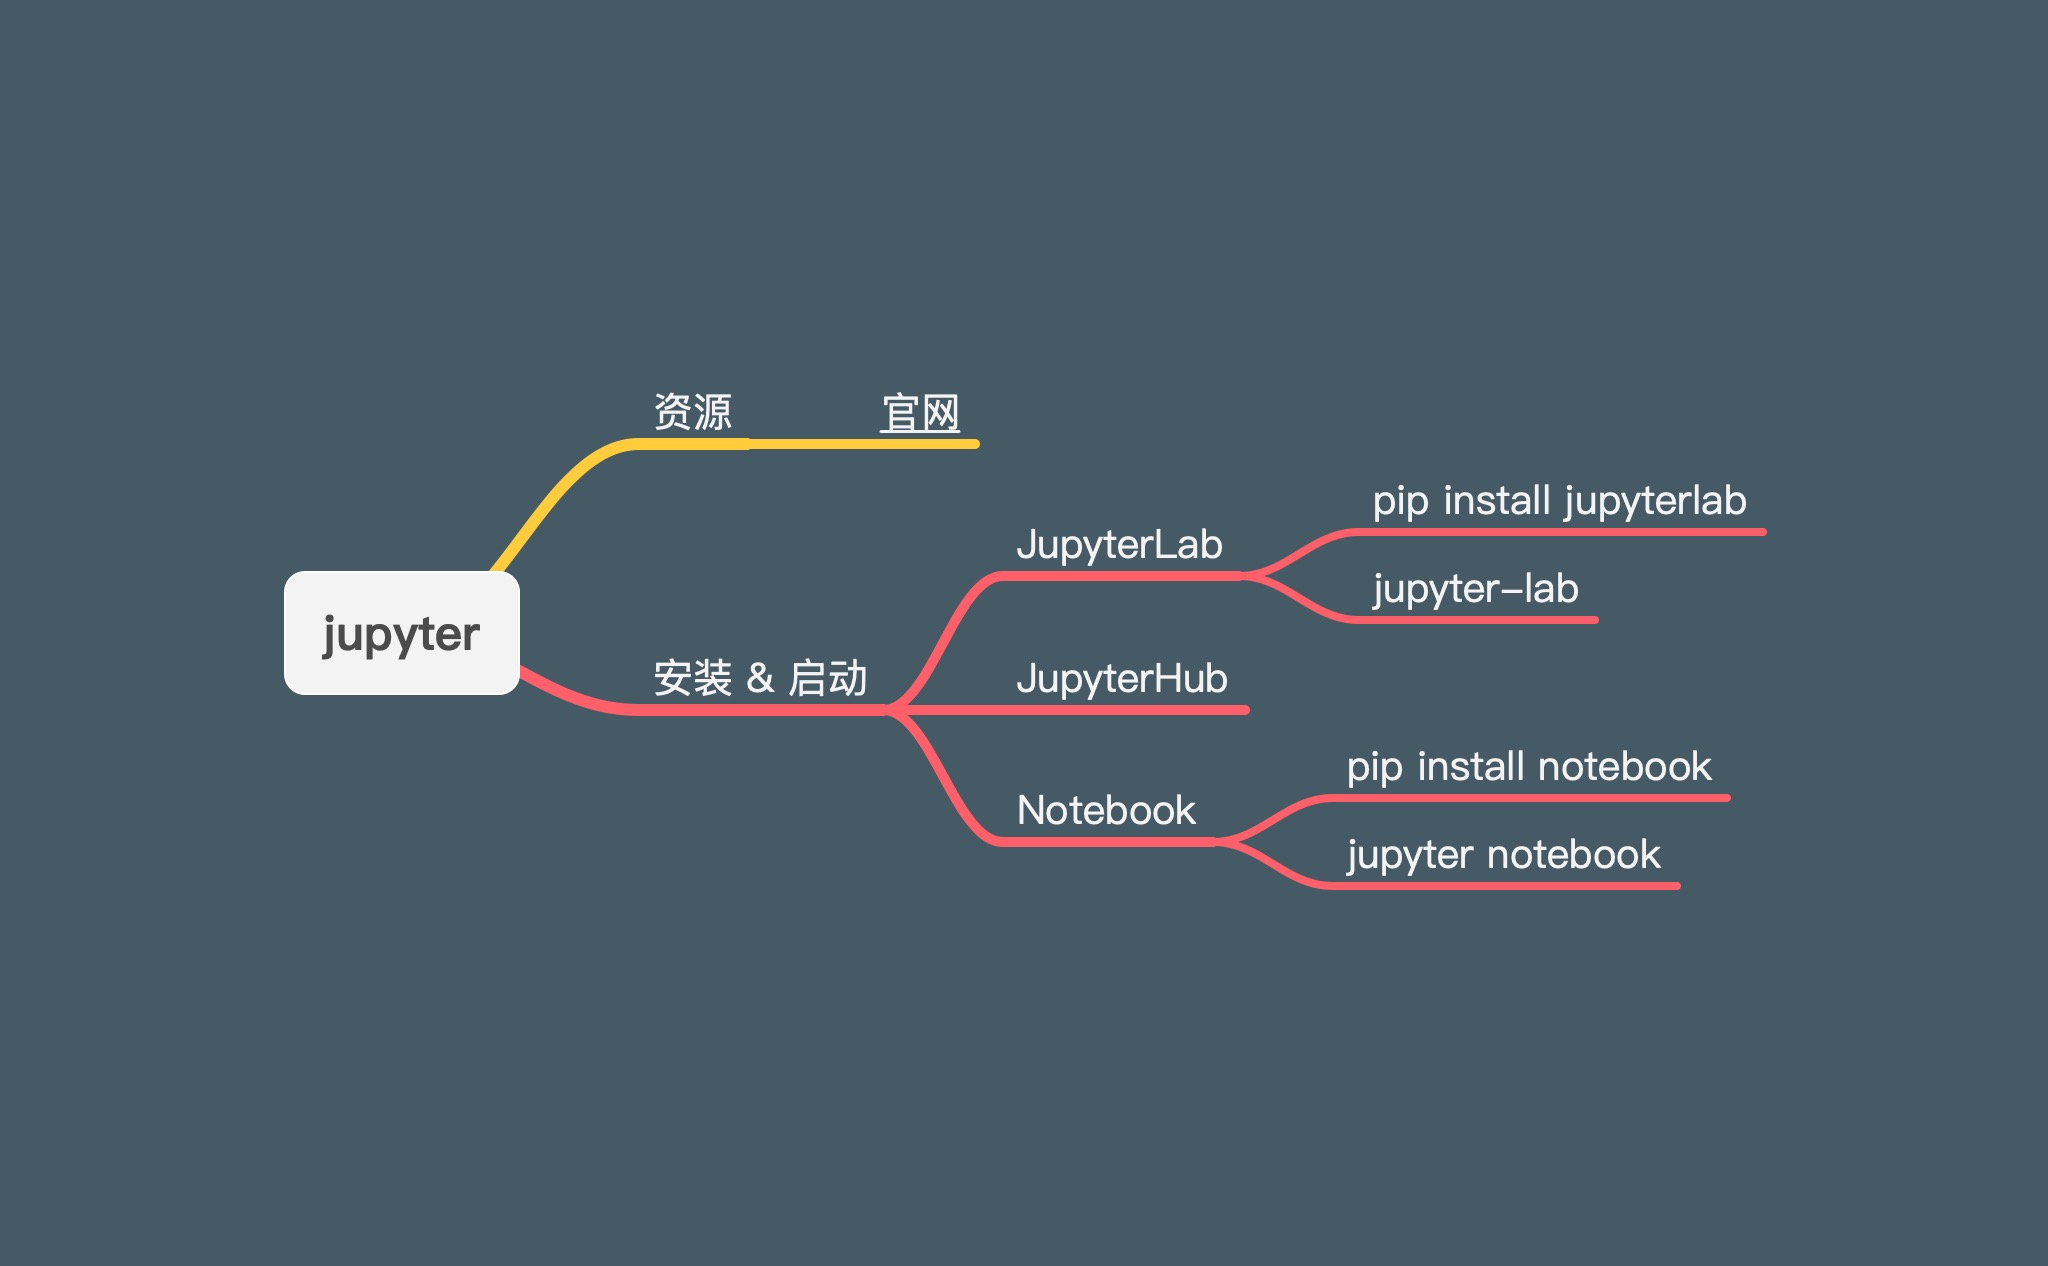 jupyter
资源
官网
安装 & 启动
JupyterLab
pip install jupyterlab
jupyter-lab
JupyterHub
Notebook
pip install notebook
jupyter notebook